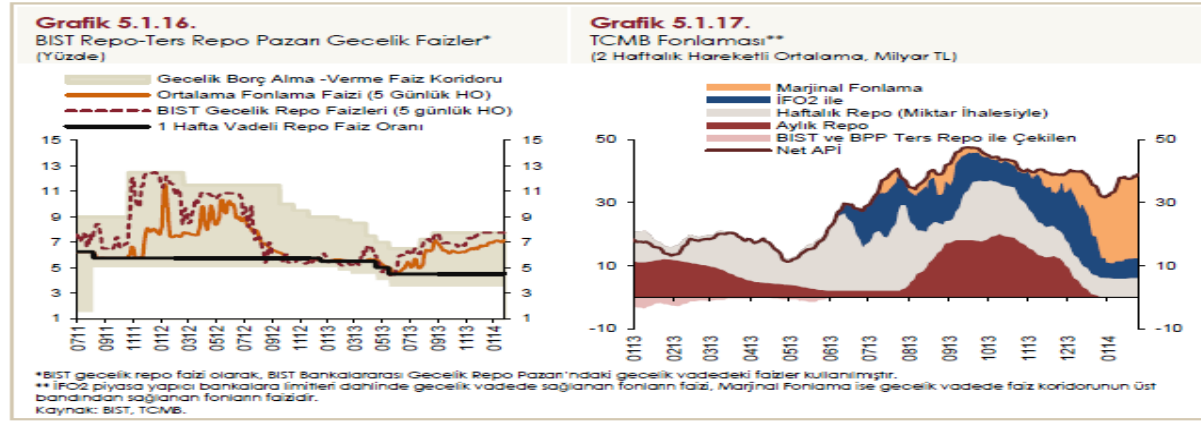 Grafik 5.1.16.
BIST Repo-Ters Repo Pazarı Gecelik Faizler*
(Yüzde)
Gecelik Borç Alma -Verme Faiz Koridoru
Ortalama Fonlama Faizi (5 Günlük HO)
BIST Gecelik Repo Faizleri (5 günlük HO)
1 Hafta Vadeli Repo Faiz Oranı
15 15
13 13
11 11
9 9
7 7
5 5
3 3
1 1
0711 0911 1111 0112 0312 0512 0712 0912 1112 0113 0313 0513 0713 0913 1113 0114
Grafik 5.1.17.
TCMB Fonlaması**
(2 Haftalık Hareketli Ortalama, Milyar TL)
Marjinal Fonlama
İFO2 ile
Haftalık Repo (Miktar İhalesiyle)
Aylık Repo
BIST ve BPP Ters Repo ile Çekilen
Net APİ
50 50
30 30
10 10
-10 -10
0113 0213 0313 0413 0513 0613 0713 0813 0913 1013 1113 1213 0114
*BIST gecelik repo faizi olarak, BIST Bankalararası Gecelik Repo Pazarı'ndaki gecelik vadedeki faizler kullanılmıştır.
** İFO2 piyasa yapıcı bankalara limitleri dahlinde gecelik vadede sağlanan fonların faizi, Marjinal Fonlama ise gecelik vadede faiz koridorunun üst
bandından sağlanan fonların faizidir.
Kaynak: BIST, TCMB.